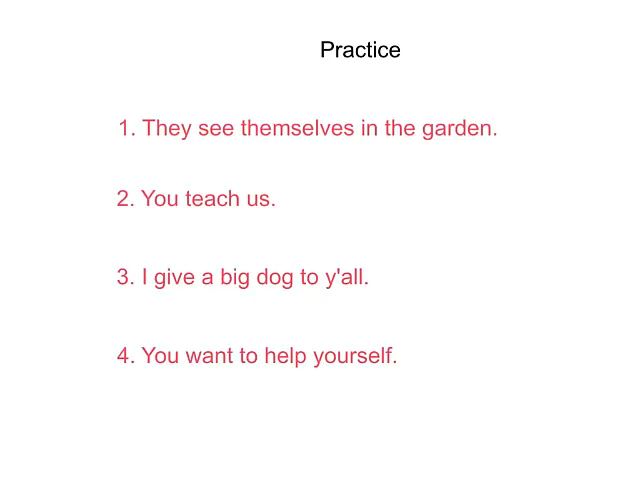 Practice
1. They see themselves in the garden.
2. You teach us.
3. I give a big dog to y'all.
4. You want to help yourself.